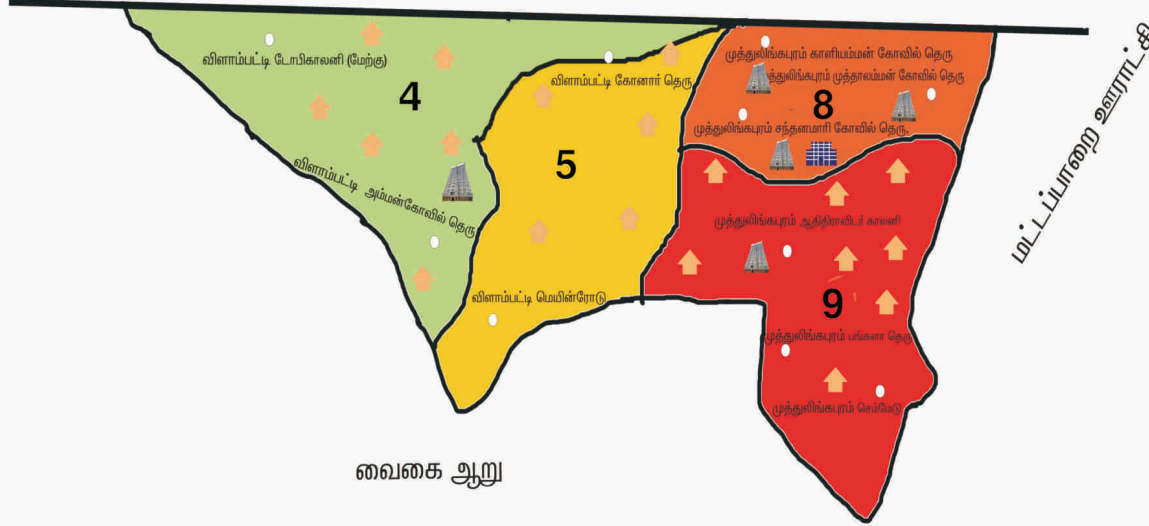 விளாம்பட்டி டோபிகாலனி (மேற்கு)
4
விளாம்பட்டி அம்மன்கோவில் தெரு
விளாம்பட்டி கோனார் தெரு
5
விளாம்பட்டி மெயின்ரோடு
முத்துலிங்கபுரம் காளியம்மன் கோவில் தெரு
முத்துலிங்கபுரம் முத்தாலம்மன் கோவில் தெரு
8
முத்துலிங்கபுரம் சந்தனமாரி கோவில் தெரு,
முத்துலிங்கபுரம் ஆதிதிராவிடர் காலனி
9
முத்துலிங்கபுரம் பங்களா தெரு
முத்துலிங்கபுரம் செம்மேடு
மட்டப்பாறை ஊராட்சி
வைகை ஆறு